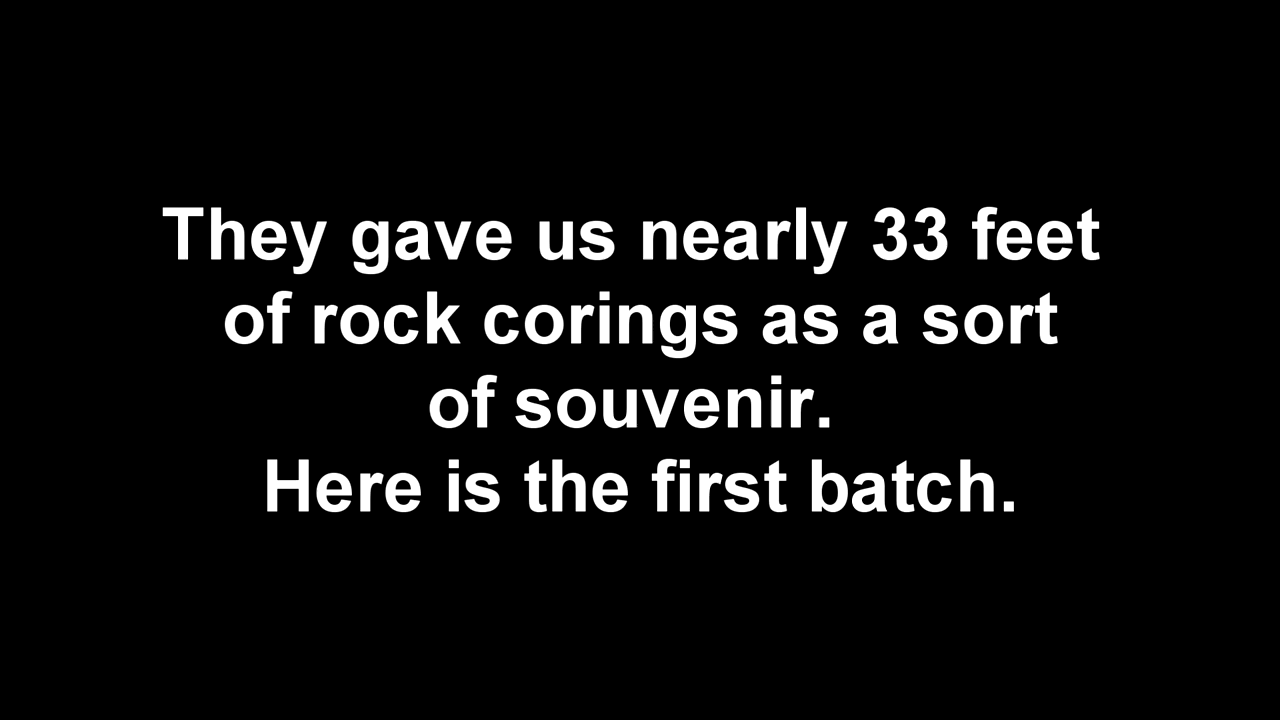 They gave us nearly 33 feet
of rock corings as a sort
of souvenir.
Here is the first batch.